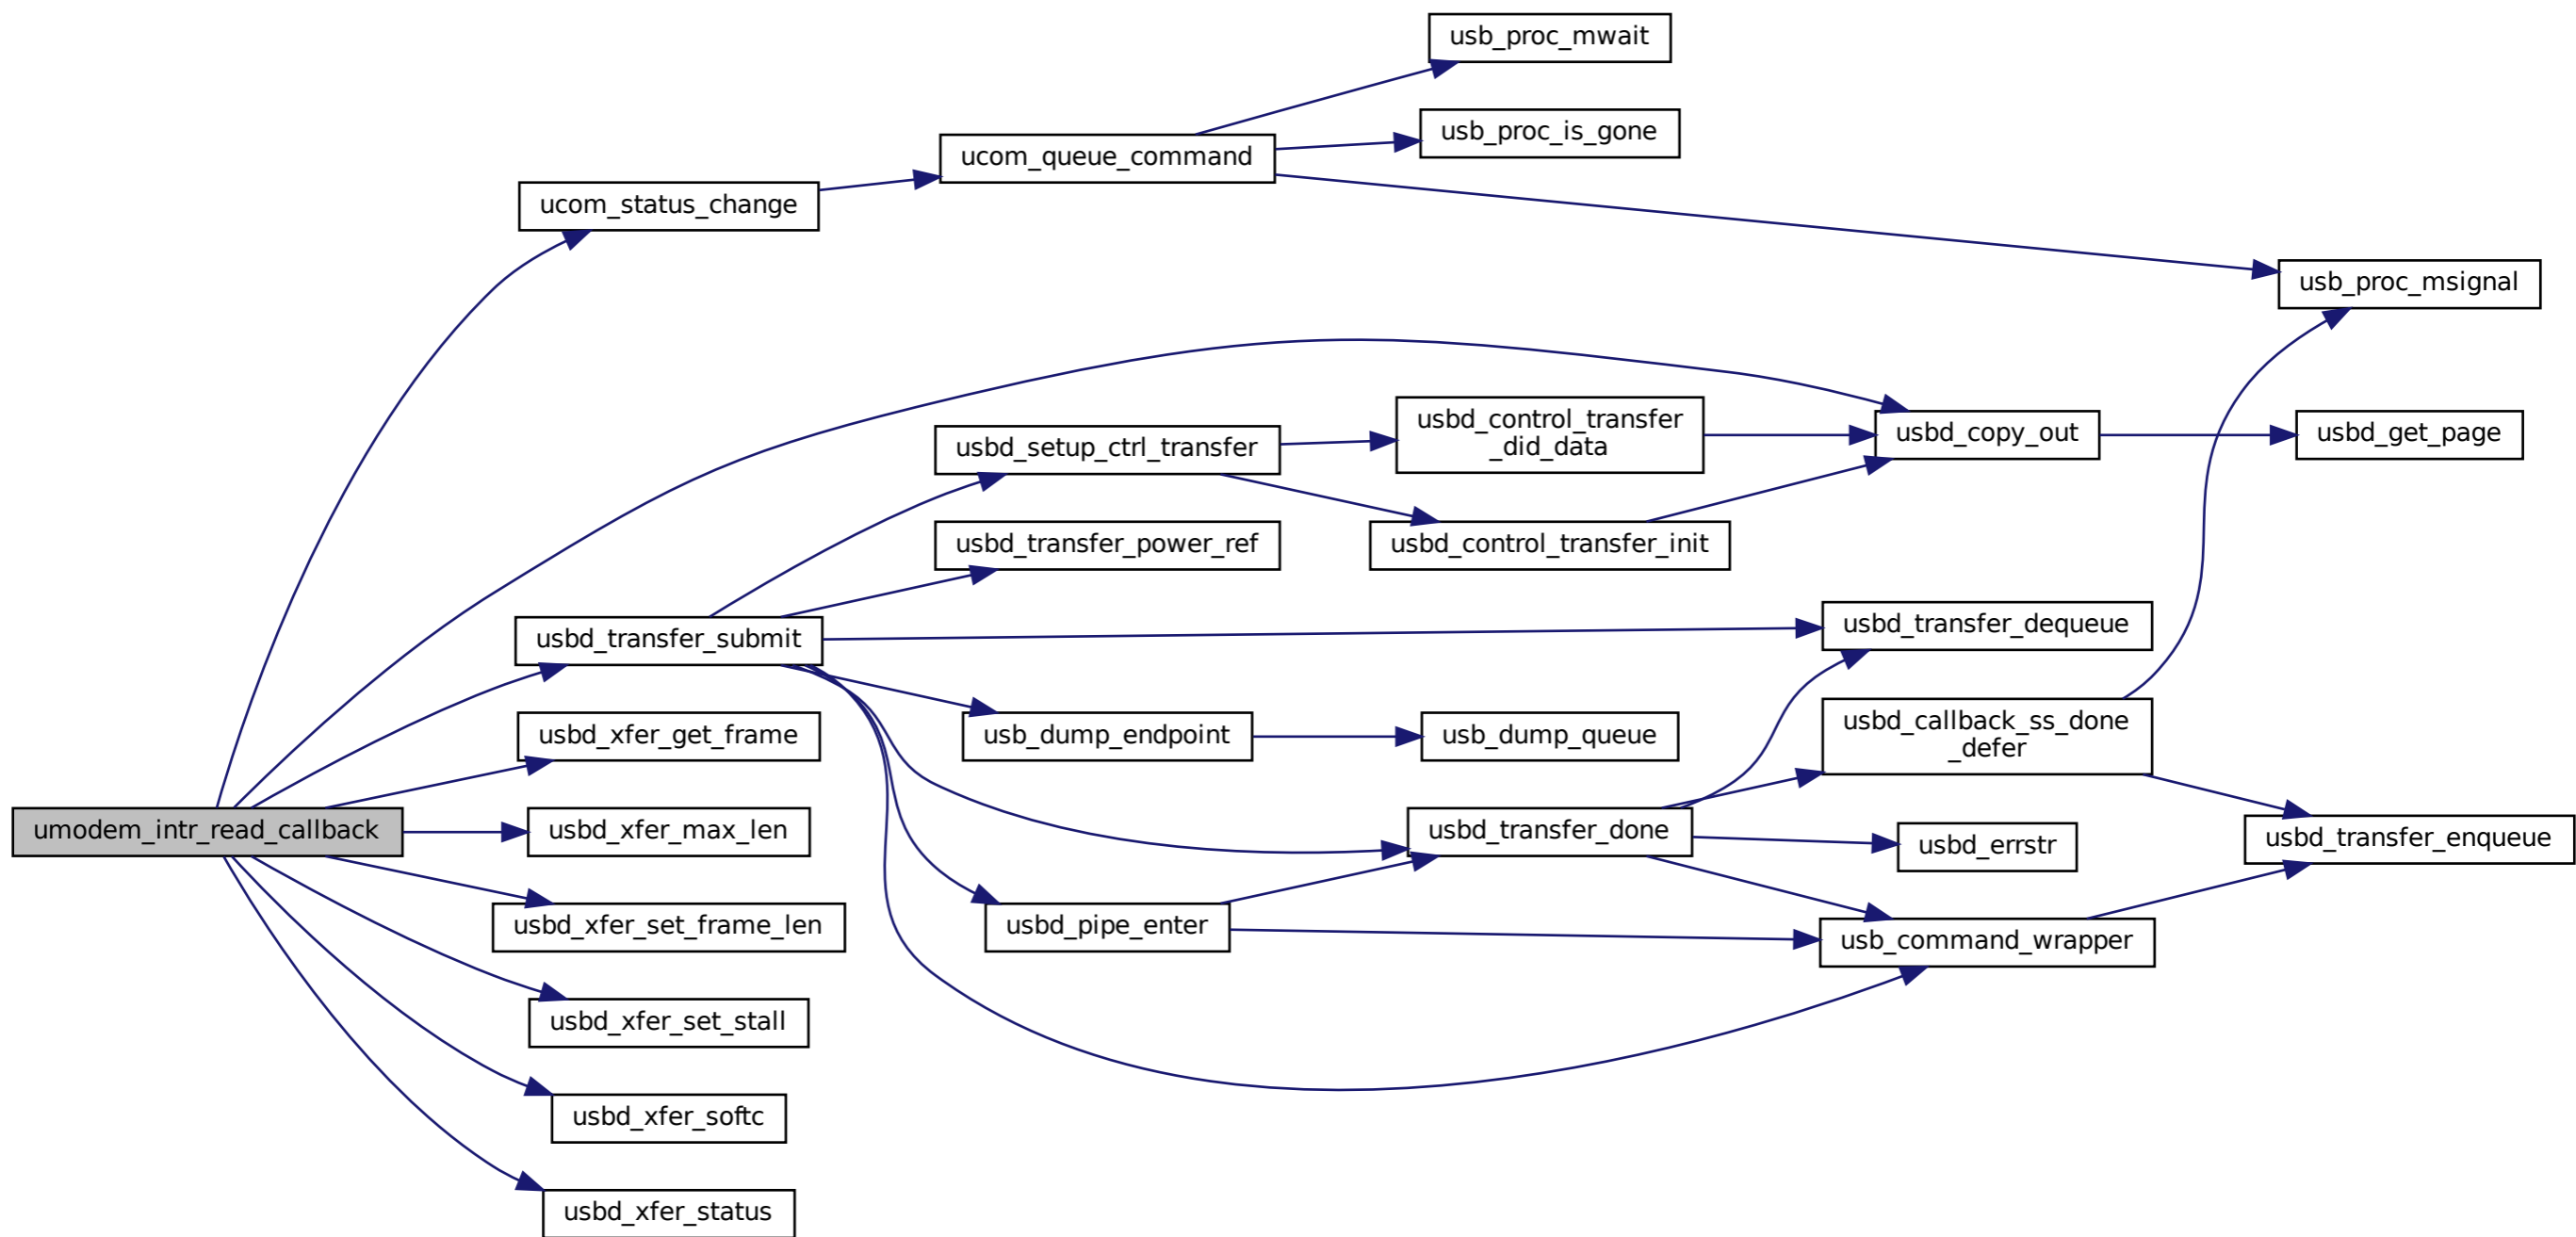 usb_proc_mwait
usb_proc_is_gone
ucom_queue_command
ucom_status_change
usb_proc_msignal
usbd_control_transfer
_did_data
usbd_copy_out
usbd_get_page
usbd_setup_ctrl_transfer
usbd_transfer_power_ref
usbd_control_transfer_init
usbd_transfer_submit
usbd_transfer_dequeue
usbd_xfer_get_frame
usb_dump_endpoint
usb_dump_queue
usbd_callback_ss_done
_defer
umodem_intr_read_callback
usbd_xfer_max_len
usbd_transfer_done
usbd_errstr
usbd_transfer_enqueue
usbd_xfer_set_frame_len
usbd_pipe_enter
usb_command_wrapper
usbd_xfer_set_stall
usbd_xfer_softc
usbd_xfer_status